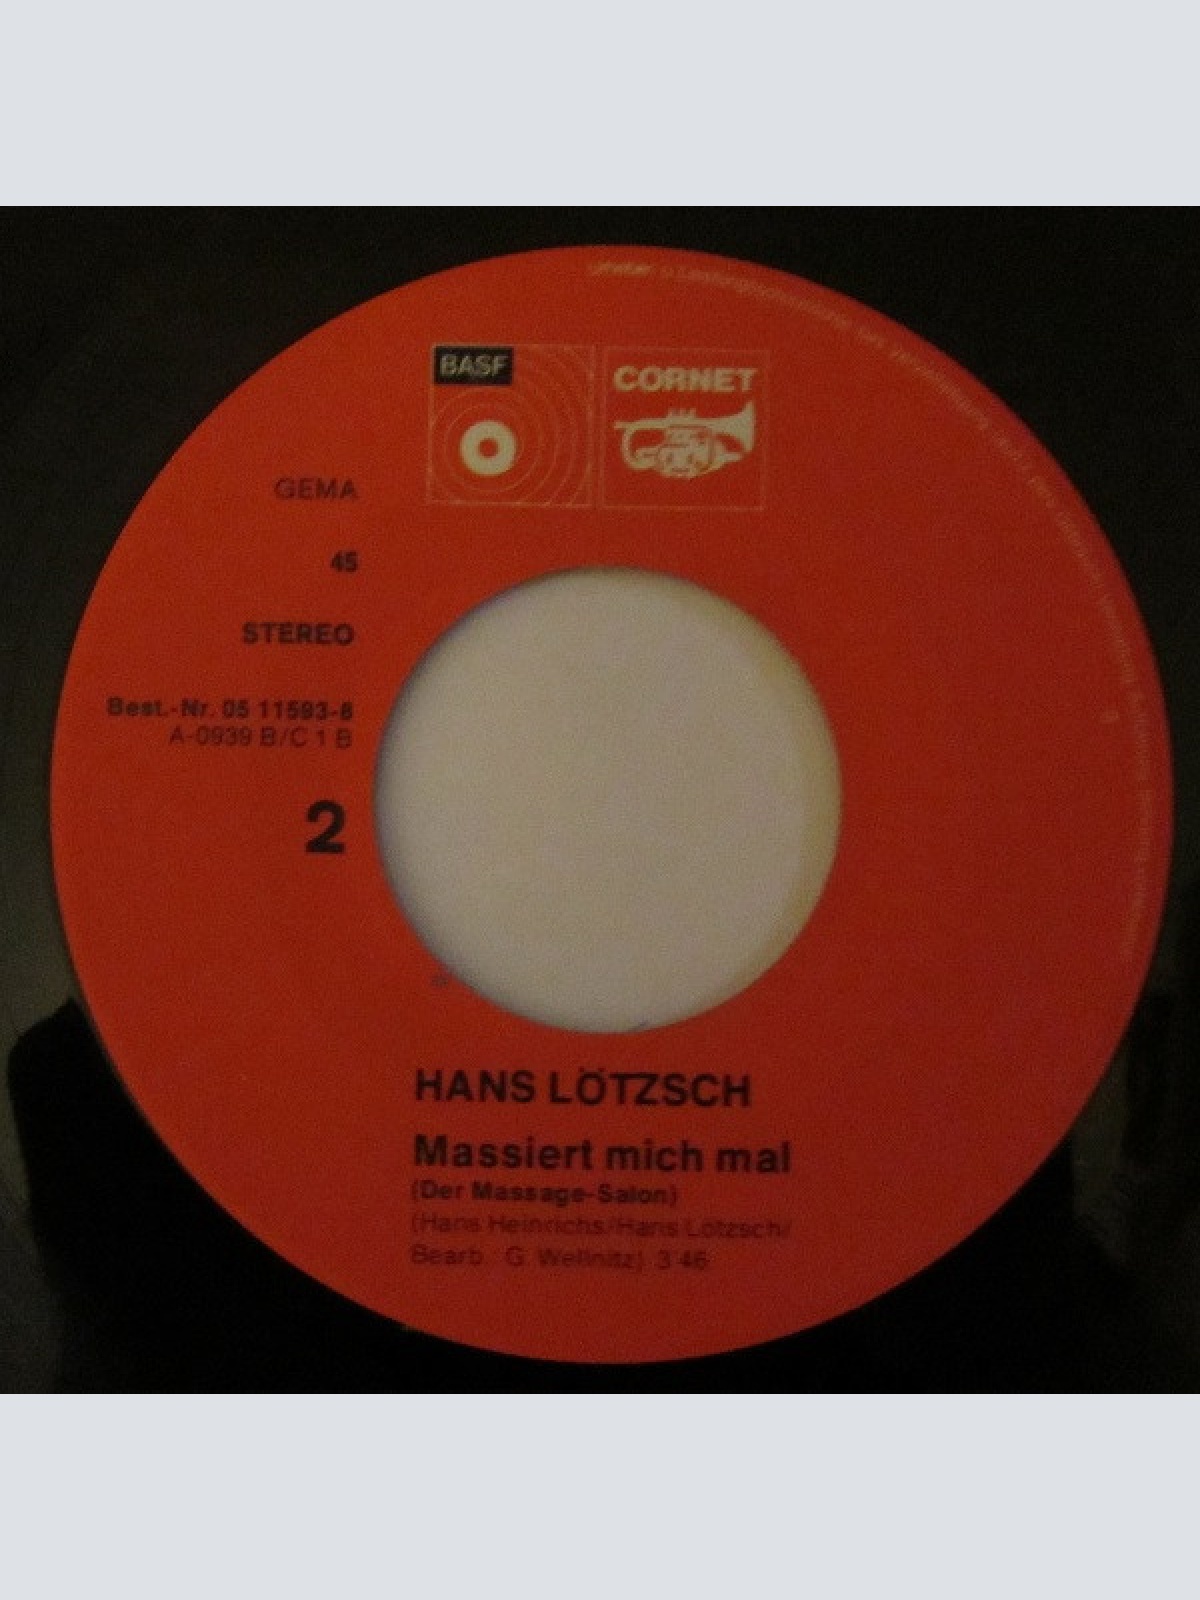 BASF
CORNET
GEMA
45
STEREO
Best.-Nr. 05 11593-8
A-0939 B/C 1 B
2
HANS LÖTZSCH
Massiert mich mal
(Der Massage-Salon)
(Hans Heinrichs/Hans Lötzsch/
Bearb.: G. Wellnitz) 3'46